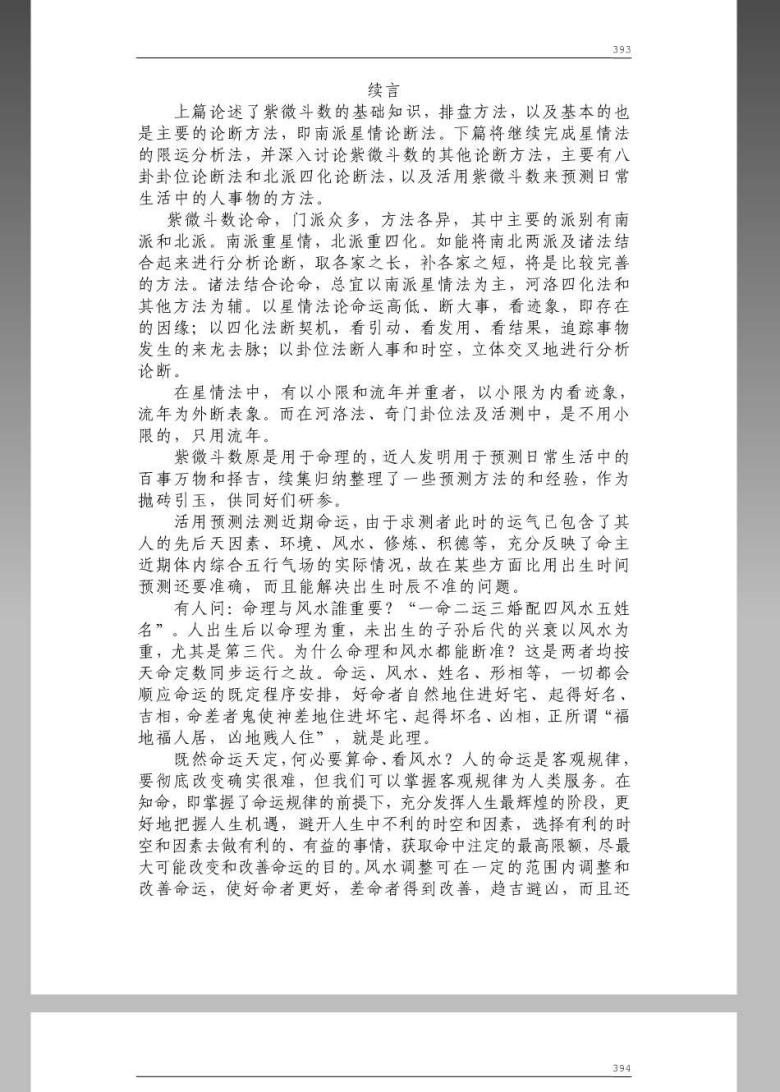 393
续言
上篇论述了紫微斗数的基础知识，排盘方法，以及基本的也
是主要的论断方法，即南派星情论断法。下篇将继续完成星情法
的限运分析法，并深入讨论紫微斗数的其他论断方法，主要有八
卦卦位论断法和北派四化论断法，以及活用紫微斗数来预测日常
生活中的人事物的方法。
紫微斗数论命，门派众多，方法各异，其中主要的派别有南
派和北派。南派重星情，北派重四化。如能将南北两派及诸法结
合起来进行分析论断，取各家之长，补各家之短，将是比较完善
的方法。诸法结合论命，总宜以南派星情法为主，河洛四化法和
其他方法为辅。以星情法论命运高低、断大事，看迹象，即存在
的因缘；以四化法断契机，看引动、看发用、看结果，追踪事物
发生的来龙去脉；以卦位法断人事和时空，立体交叉地进行分析
论断。
在星情法中，有以小限和流年并重者，以小限为内看迹象，
流年为外断表象。而在河洛法、奇门卦位法及活测中，是不用小
限的，只用流年。
紫微斗数原是用于命理的，近人发明用于预测日常生活中的
百事万物和择吉，续集归纳整理了一些预测方法的和经验，作为
抛砖引玉，供同好们研参。
活用预测法测近期命运，由于求测者此时的运气已包含了其
人的先后天因素、环境、风水、修炼、积德等，充分反映了命主
近期体内综合五行气场的实际情况，故在某些方面比用出生时间
预测还要准确，而且能解决出生时辰不准的问题。
有人问：命理与风水誰重要？“一命二运三婚配四风水五姓
名”。人出生后以命理为重，未出生的子孙后代的兴衰以风水为
重，尤其是第三代。为什么命理和风水都能断准？这是两者均按
天命定数同步运行之故。命运、风水、姓名、形相等，一切都会
顺应命运的既定程序安排，好命者自然地住进好宅、起得好名、
吉相，命差者鬼使神差地住进坏宅、起得坏名、凶相，正所谓“福
地福人居，凶地贱人住”，就是此理。
既然命运天定，何必要算命、看风水？人的命运是客观规律，
要彻底改变确实很难，但我们可以掌握客观规律为人类服务。在
知命，即掌握了命运规律的前提下，充分发挥人生最辉煌的阶段，更
好地把握人生机遇，避开人生中不利的时空和因素，选择有利的时
空和因素去做有利的、有益的事情，获取命中注定的最高限额，尽最
大可能改变和改善命运的目的。风水调整可在一定的范围内调整和
改善命运，使好命者更好，差命者得到改善，趋吉避凶，而且还
394